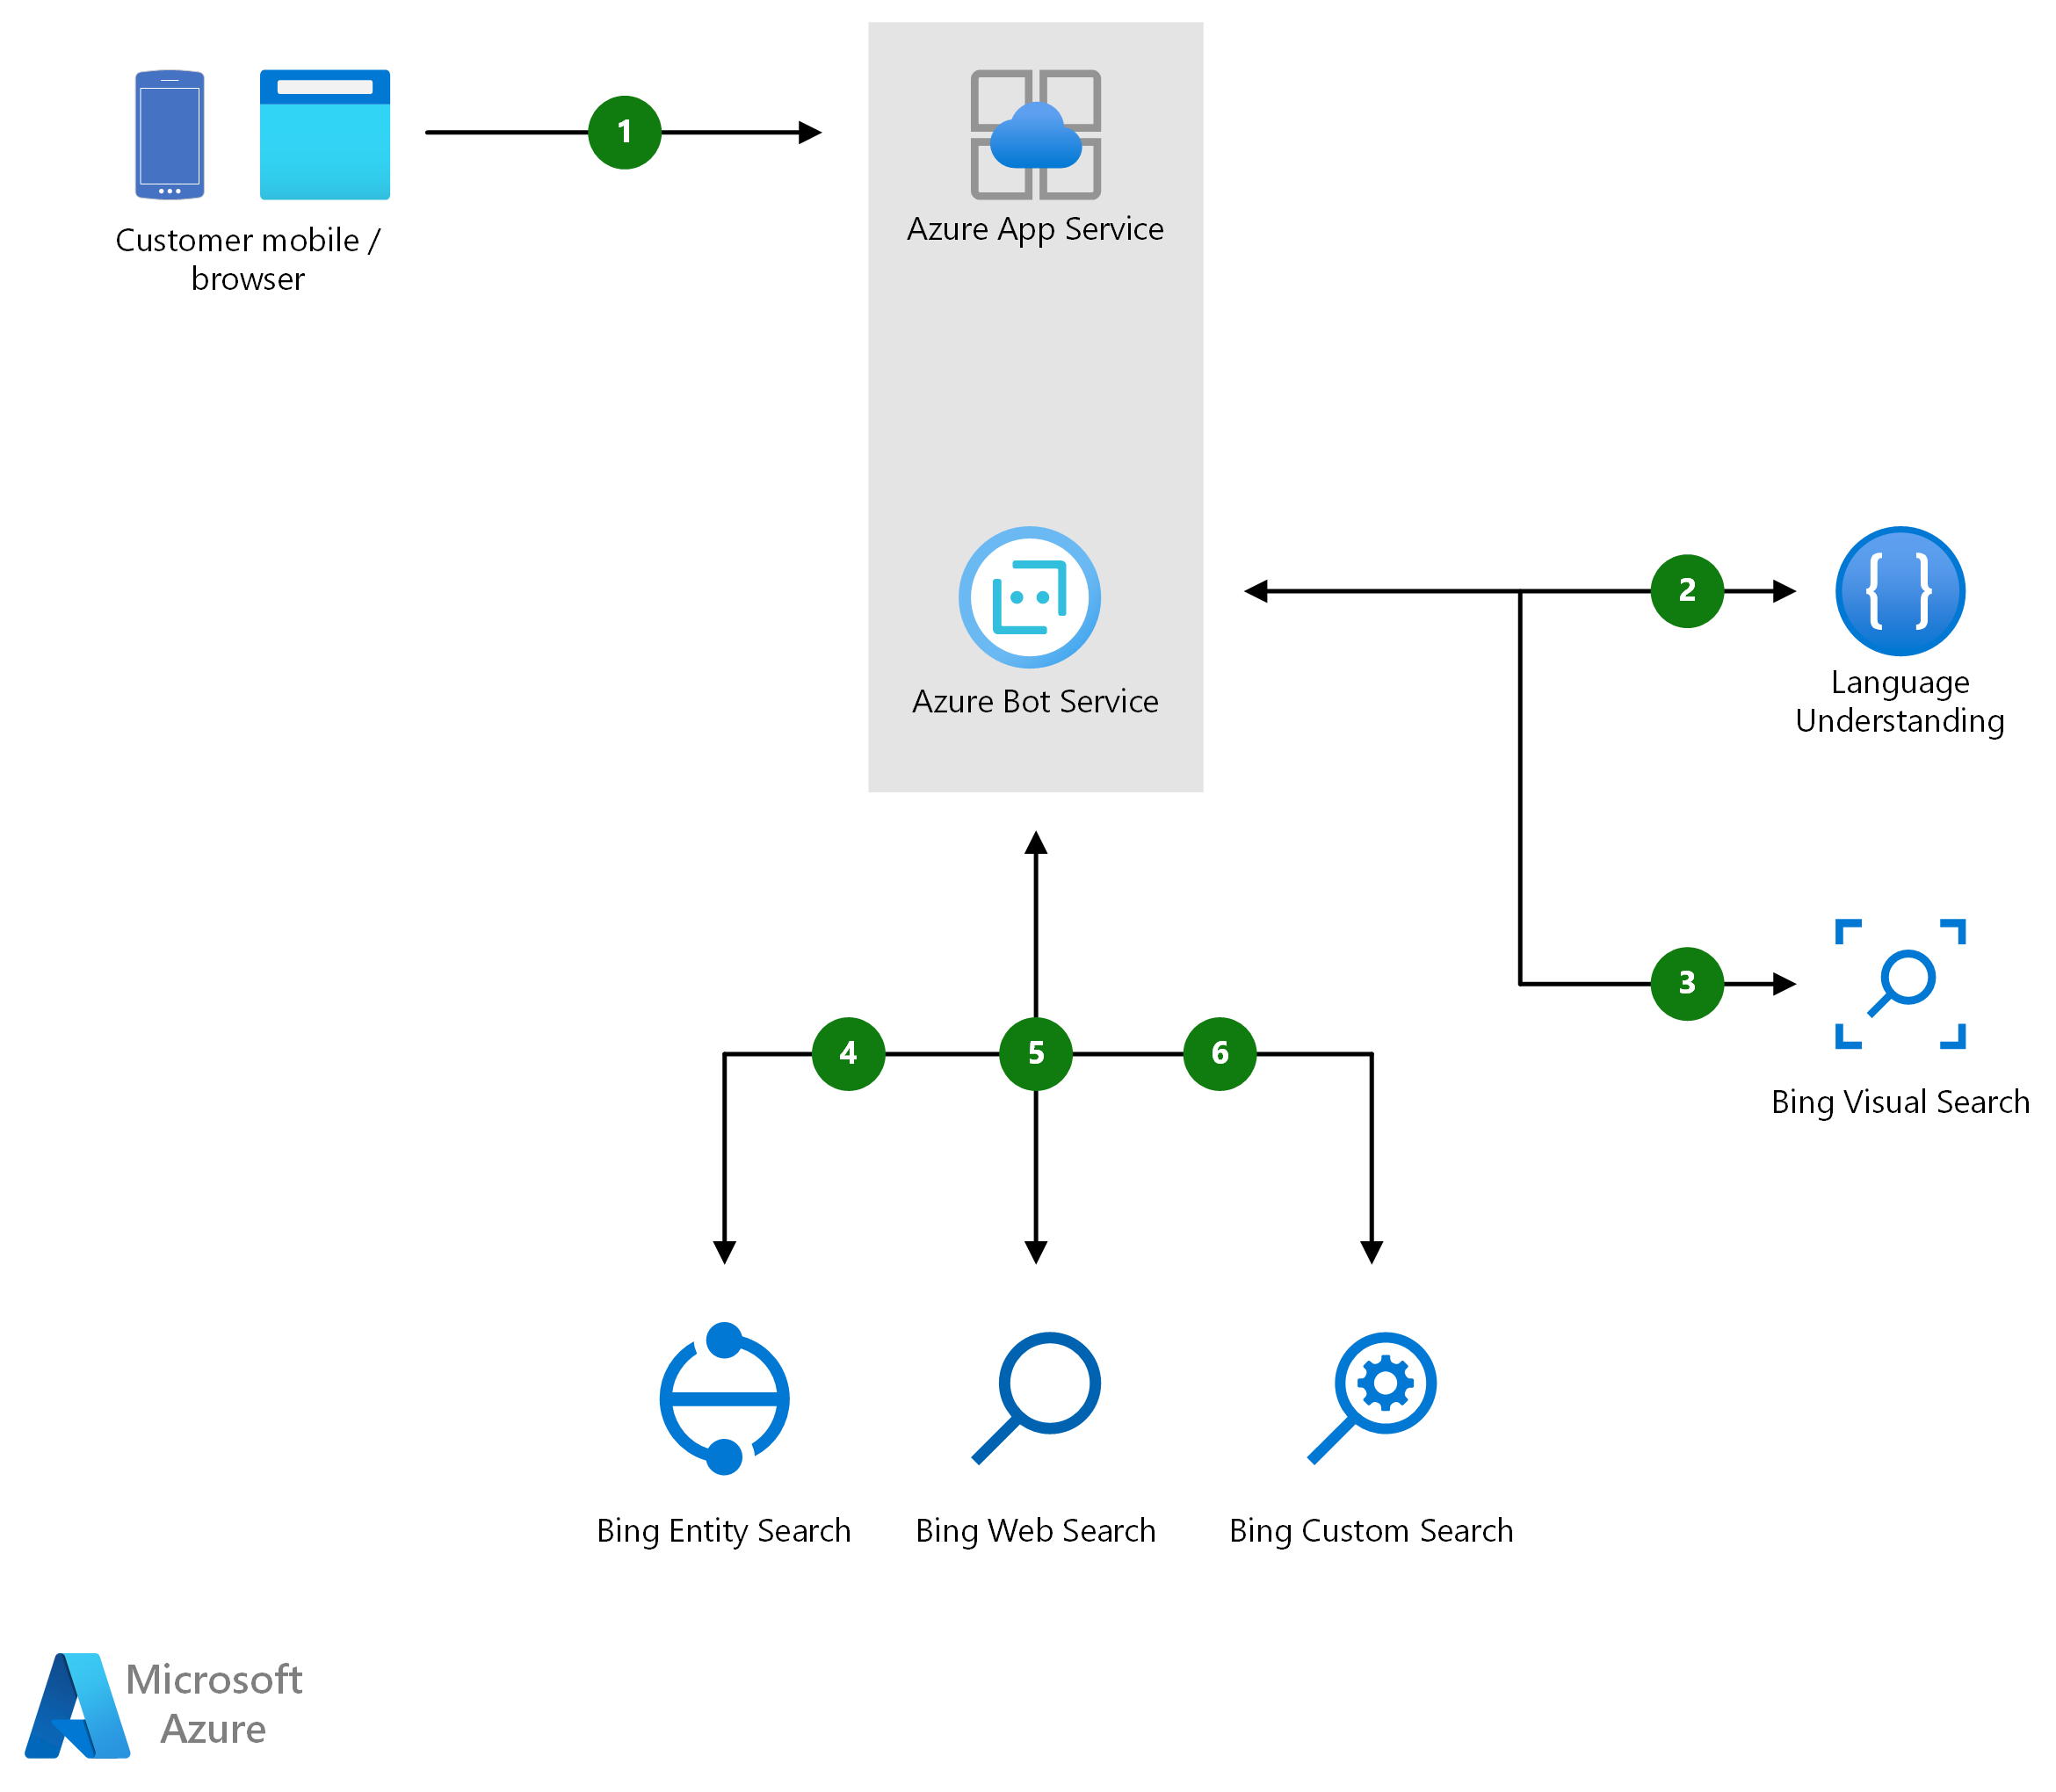 1
Azure App Service
Customer mobile /
browser
2
Azure Bot Service
Language
Understanding
3
4
5
6
Bing Visual Search
Bing Entity Search
Bing Web Search
Bing Custom Search
Microsoft
Azure